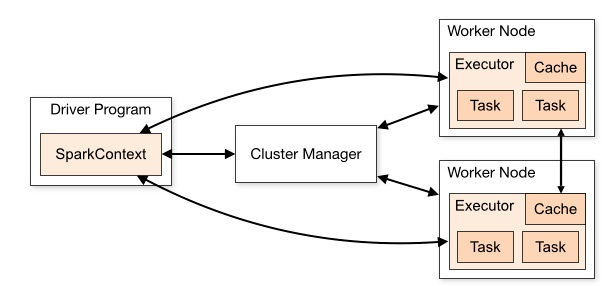 Driver Program
SparkContext
Cluster Manager
Worker Node
Executor
Cache
Task
Task
Worker Node
Executor
Cache
Task
Task